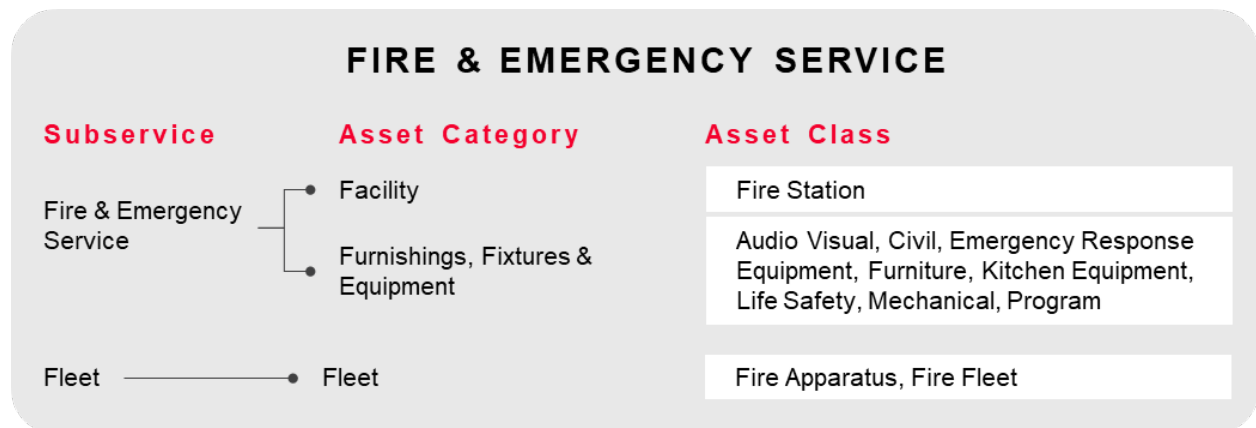 FIRE & EMERGENCY SERVICE
Subservice
Asset Category
Asset Class
Fire & Emergency
Service
Facility
Fire Station
Furnishings, Fixtures &
Equipment
Audio Visual, Civil, Emergency Response
Equipment, Furniture, Kitchen Equipment,
Life Safety, Mechanical, Program
Fleet
Fleet
Fire Apparatus, Fire Fleet